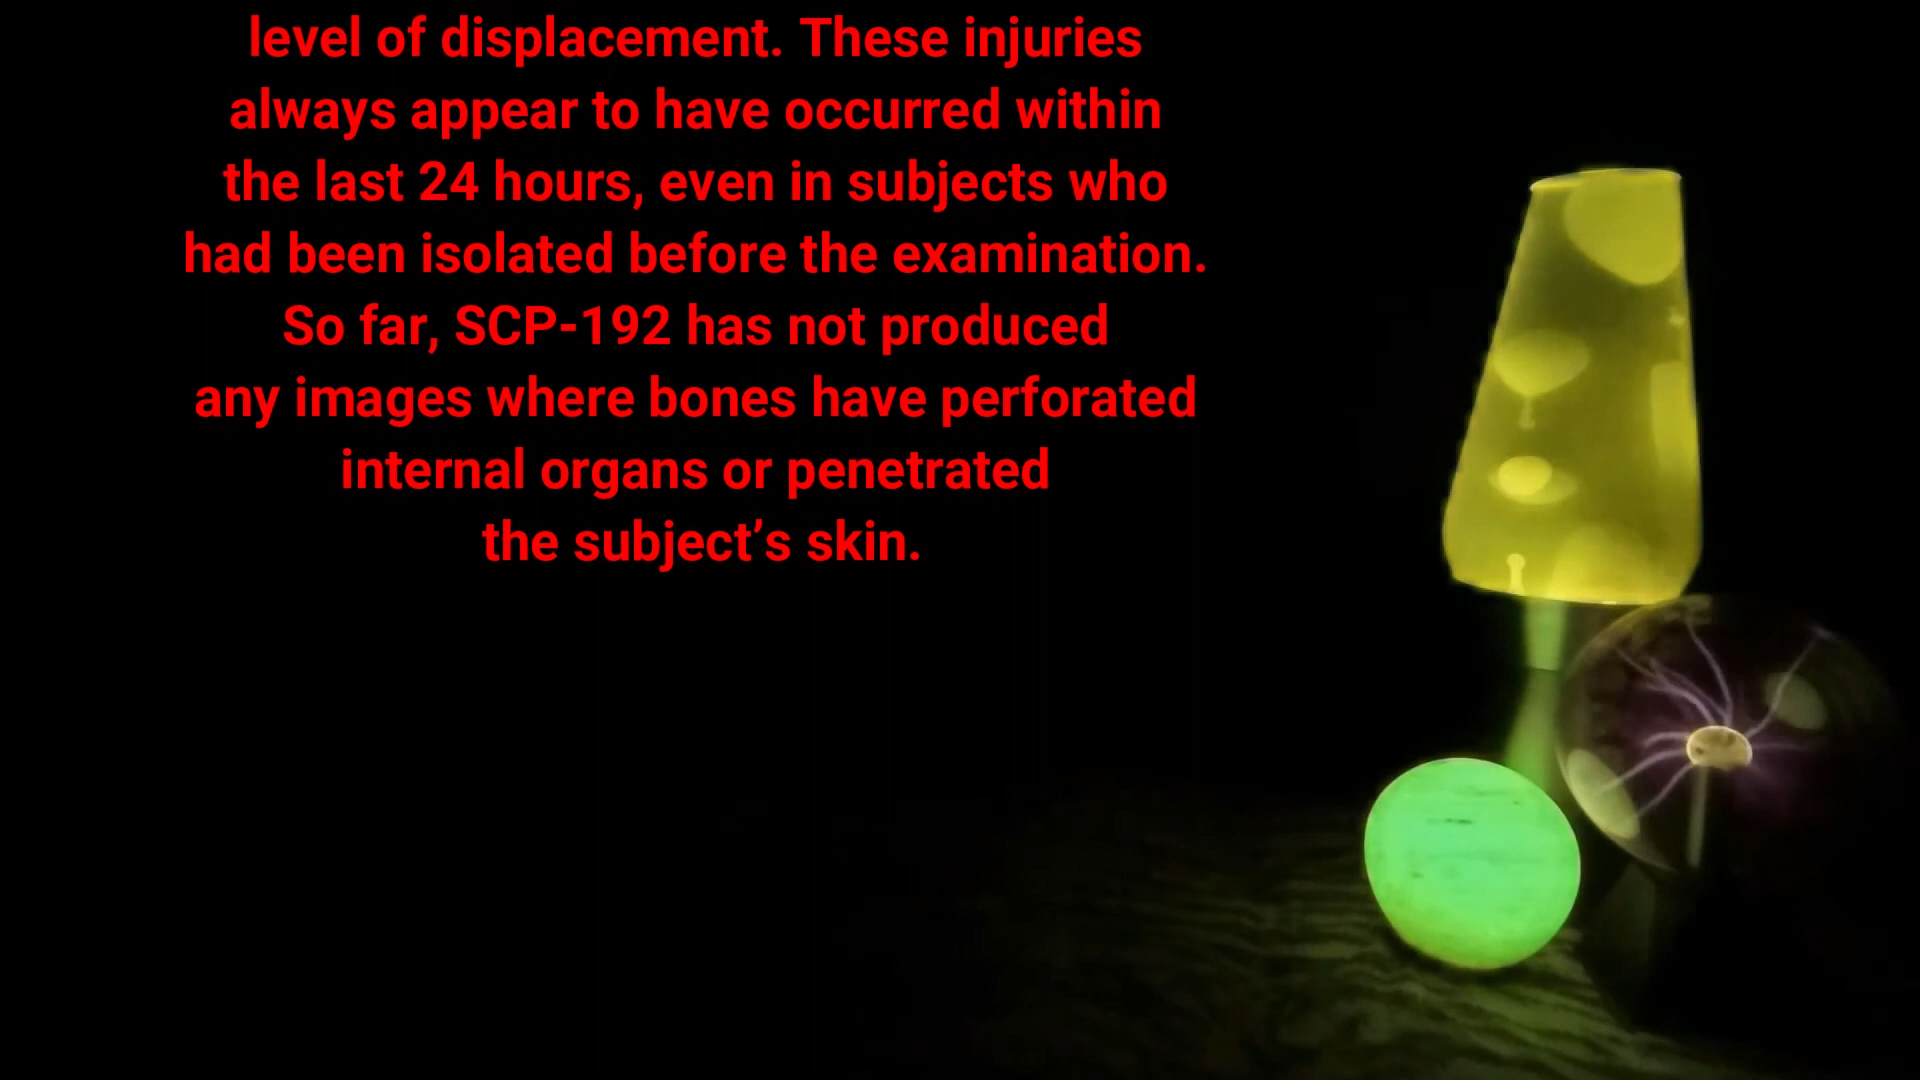 level of displacement. These injuries
always appear to have occurred within
the last 24 hours, even in subjects who
had been isolated before the examination.
So far, SCP-192 has not produced
any images where bones have perforated
internal organs or penetrated
the subject’s skin.